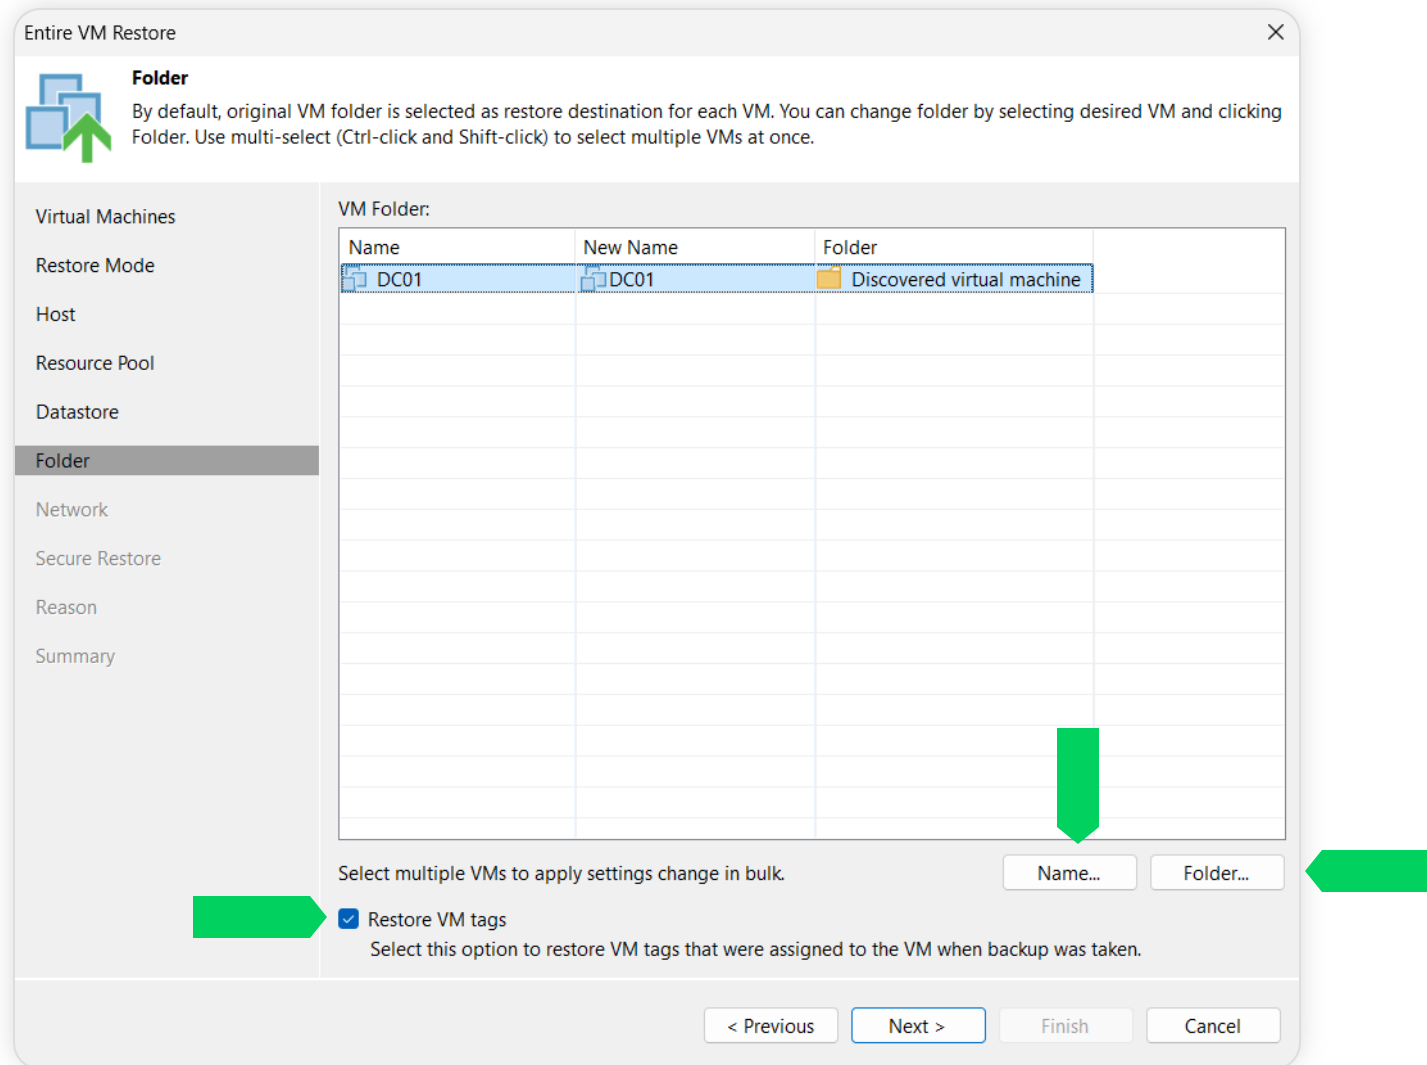 Entire VM Restore
Folder
By default, original VM folder is selected as restore destination for each VM. You can change folder by selecting desired VM and clicking
Folder. Use multi-select (Ctrl-click and Shift-click) to select multiple VMs at once.
Virtual Machines
Restore Mode
Host
Resource Pool
Datastore
Folder
Network
Secure Restore
Reason
Summary
VM Folder:
Name New Name Folder
DC01 DC01 Discovered virtual machine
Select multiple VMs to apply settings change in bulk.
Name... Folder...
Restore VM tags
Select this option to restore VM tags that were assigned to the VM when backup was taken.
< Previous Next > Finish Cancel